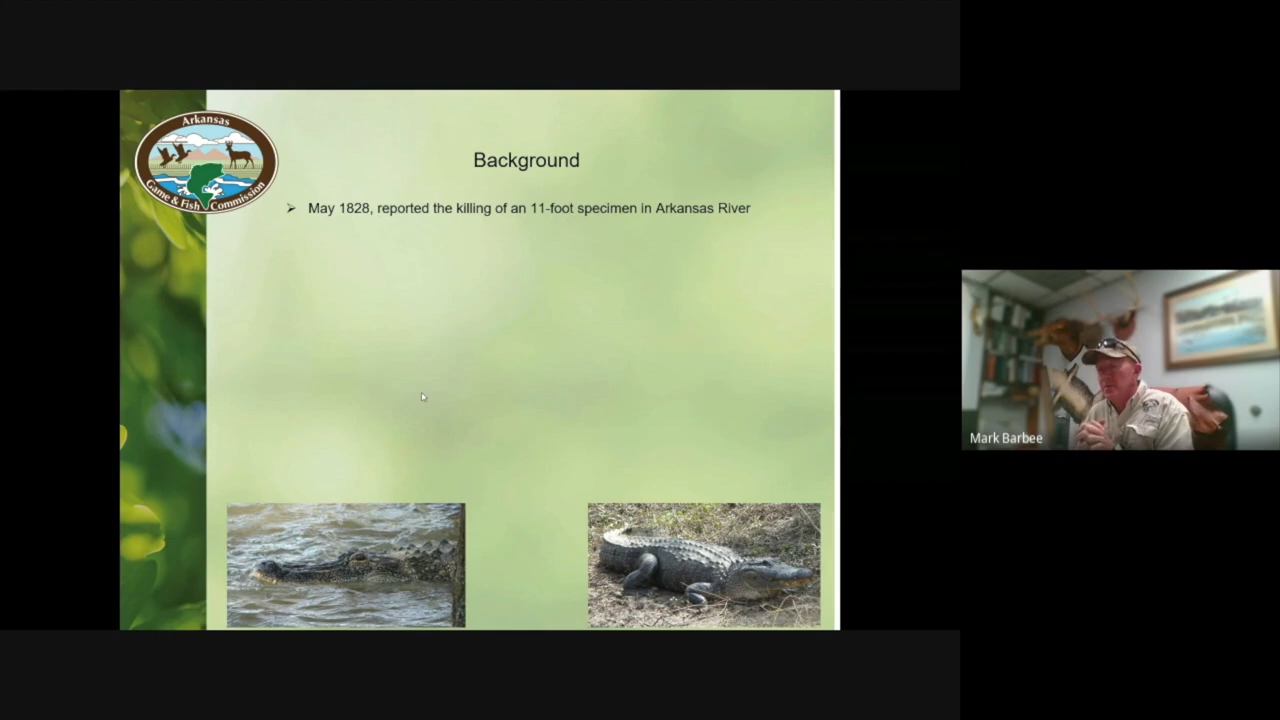 Arkansas
Game & Fish Commission
Background
➢ May 1828, reported the killing of an 11-foot specimen in Arkansas River
Mark Barbee